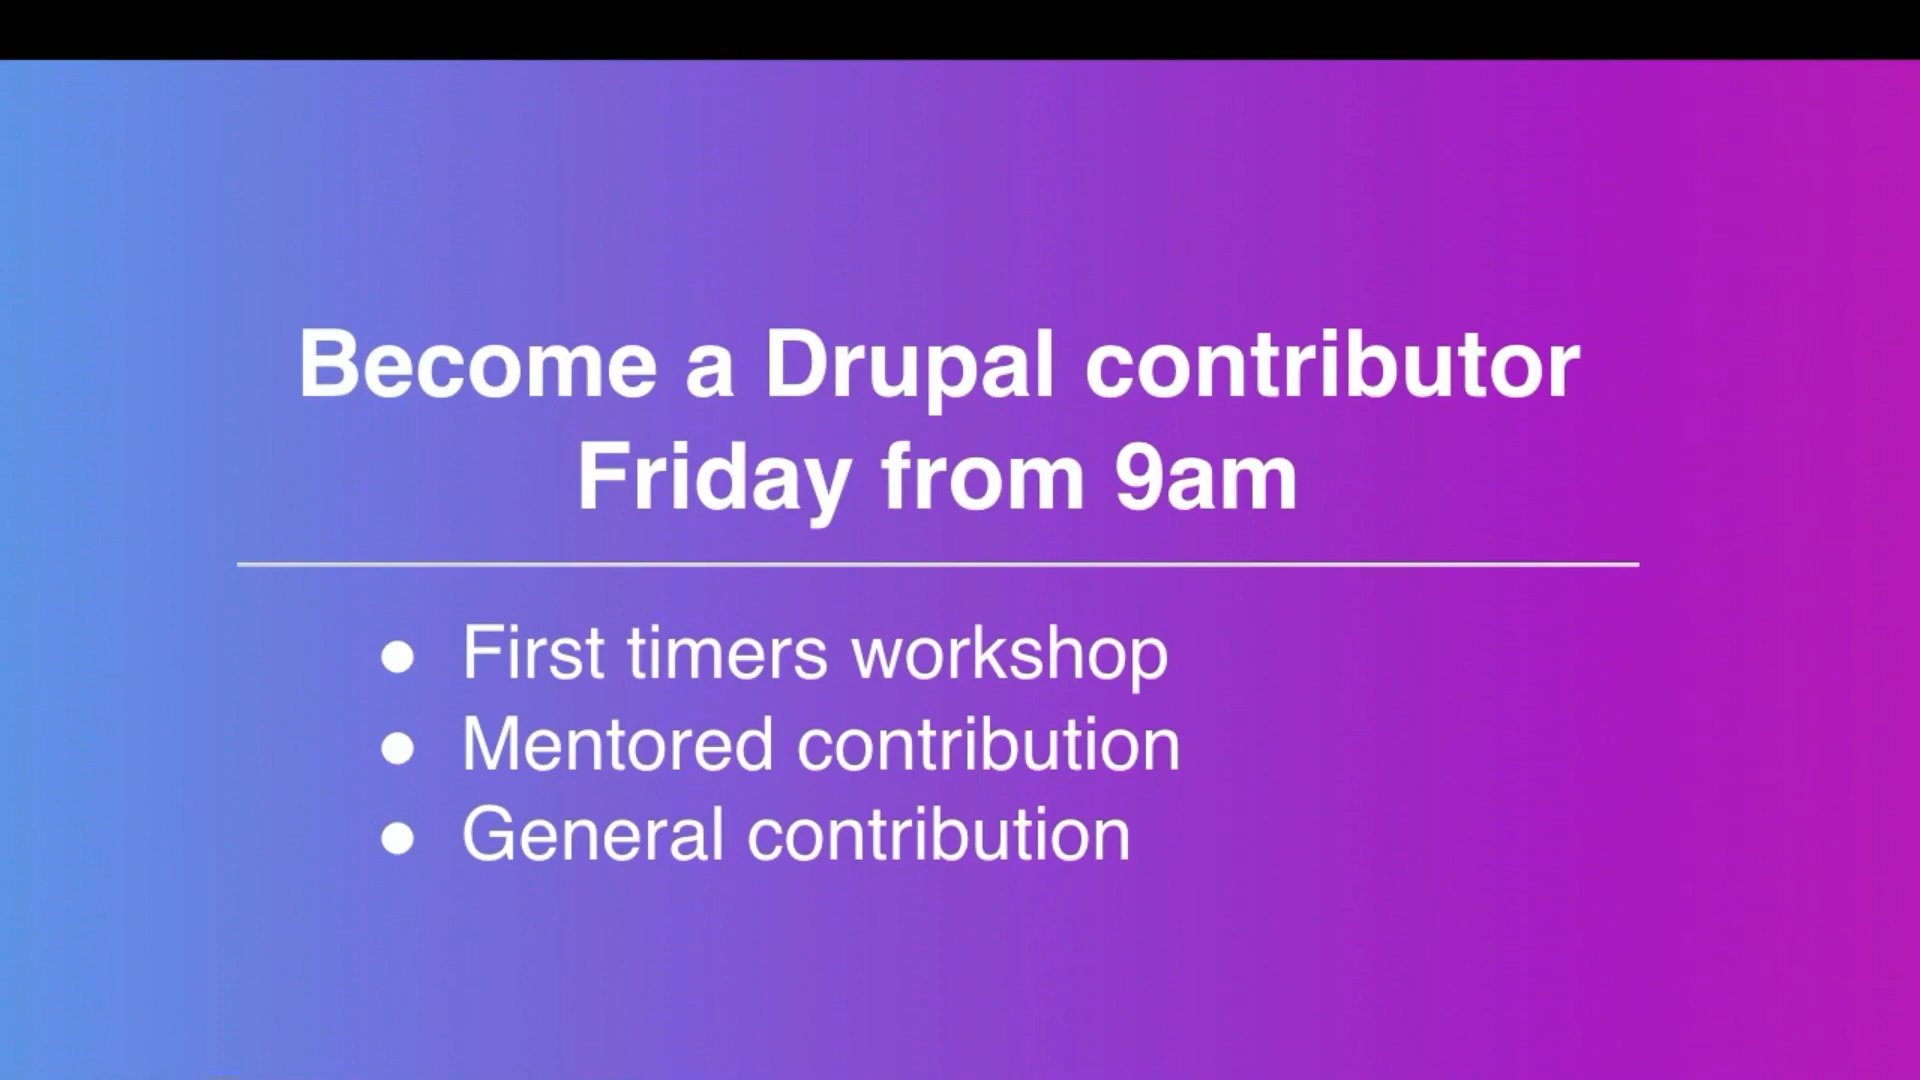 Become a Drupal contributor
Friday from 9am
● First timers workshop
● Mentored contribution
● General contribution